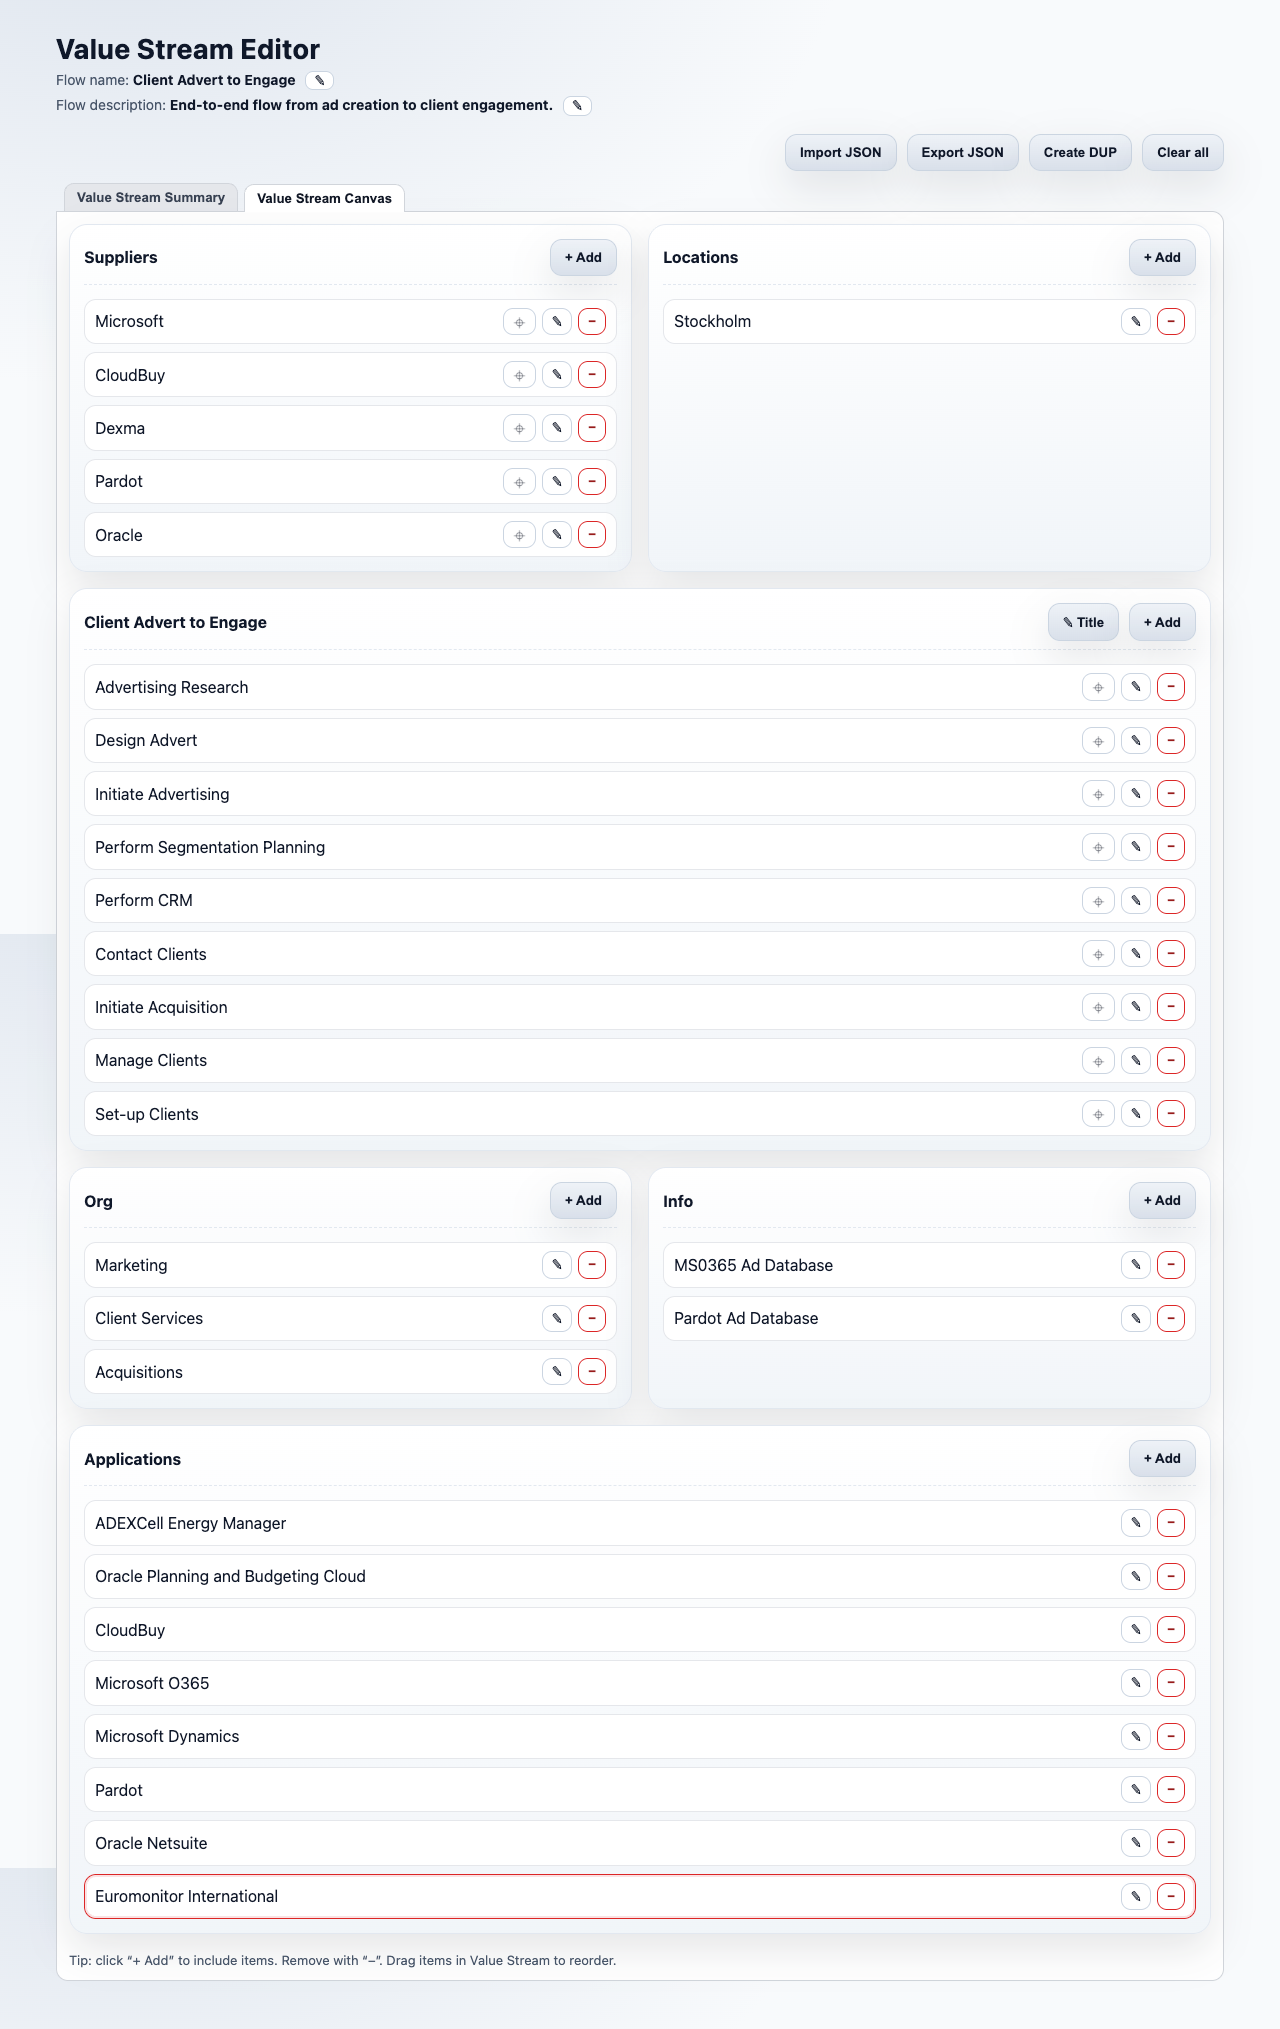 Value Stream Editor
Flow name: Client Advert to Engage ✎
Flow description: End-to-end flow from ad creation to client engagement. ✎
Import JSON Export JSON Create DUP Clear all
Value Stream Summary Value Stream Canvas
Suppliers + Add
Microsoft ⌖ ✎ −
CloudBuy ⌖ ✎ −
Dexma ⌖ ✎ −
Pardot ⌖ ✎ −
Oracle ⌖ ✎ −
Locations + Add
Stockholm ✎ −
Client Advert to Engage ✎ Title + Add
Advertising Research ⌖ ✎ −
Design Advert ⌖ ✎ −
Initiate Advertising ⌖ ✎ −
Perform Segmentation Planning ⌖ ✎ −
Perform CRM ⌖ ✎ −
Contact Clients ⌖ ✎ −
Initiate Acquisition ⌖ ✎ −
Manage Clients ⌖ ✎ −
Set-up Clients ⌖ ✎ −
Org + Add
Marketing ✎ −
Client Services ✎ −
Acquisitions ✎ −
Info + Add
MS0365 Ad Database ✎ −
Pardot Ad Database ✎ −
Applications + Add
ADEXCell Energy Manager ✎ −
Oracle Planning and Budgeting Cloud ✎ −
CloudBuy ✎ −
Microsoft O365 ✎ −
Microsoft Dynamics ✎ −
Pardot ✎ −
Oracle Netsuite ✎ −
Euromonitor International ✎ −
Tip: click “+ Add” to include items. Remove with “−”. Drag items in Value Stream to reorder.